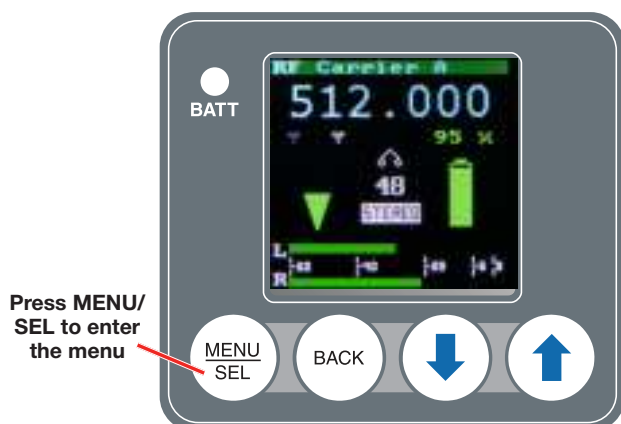 RF Carrier A
BATT
512.000
95 %
48
STEREO
L
R
Press MENU/
SEL to enter
the menu
MENU
SEL
BACK